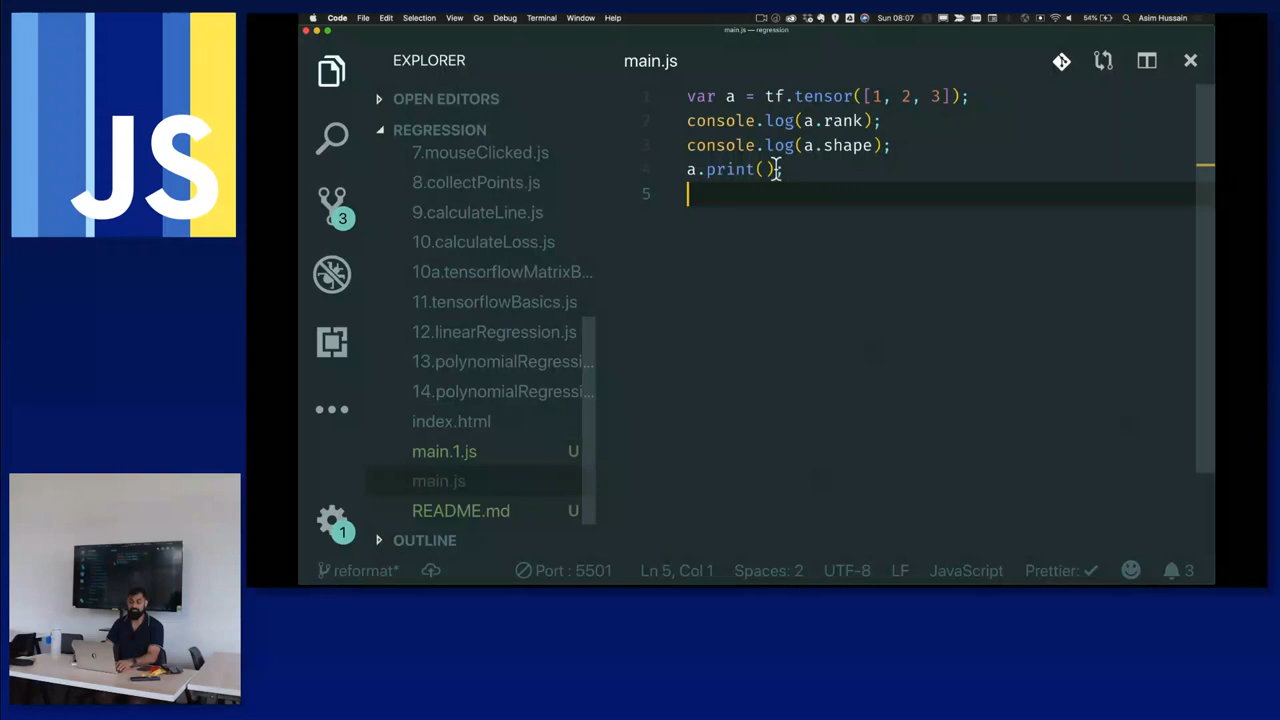 JS
Code File Edit Selection View Go Debug Terminal Window Help Sun 08:07 54% Asim Hussain
main.js — regression
EXPLORER
OPEN EDITORS
REGRESSION
7.mouseClicked.js
8.collectPoints.js
9.calculateLine.js
10.calculateLoss.js
10a.tensorflowMatrixB...
11.tensorflowBasics.js
12.linearRegression.js
13.polynomialRegressi...
14.polynomialRegressi...
index.html
main.1.js U
main.js
README.md U
OUTLINE
3
1
main.js
1 var a = tf.tensor([1, 2, 3]);
2 console.log(a.rank);
3 console.log(a.shape);
4 a.print();
5
reformat* Port : 5501 Ln 5, Col 1 Spaces: 2 UTF-8 LF JavaScript Prettier: ✓ 3